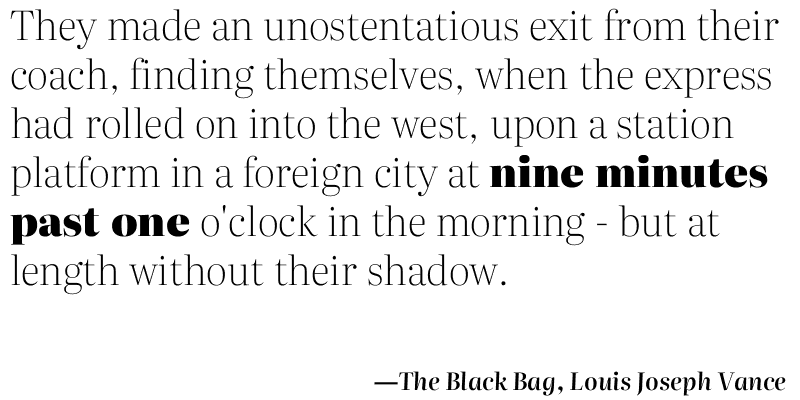 They made an unostentatious exit from their
coach, finding themselves, when the express
had rolled on into the west, upon a station
platform in a foreign city at nine minutes
past one o'clock in the morning - but at
length without their shadow.
—The Black Bag, Louis Joseph Vance